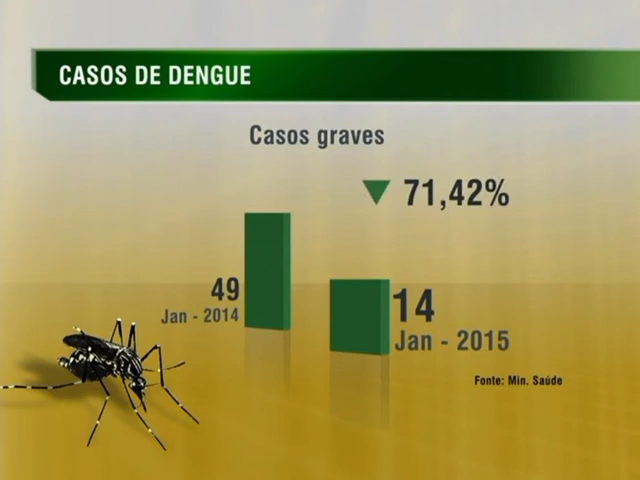 CASOS DE DENGUE
Casos graves
71,42%
49
Jan - 2014
14
Jan - 2015
Fonte: Min. Saúde